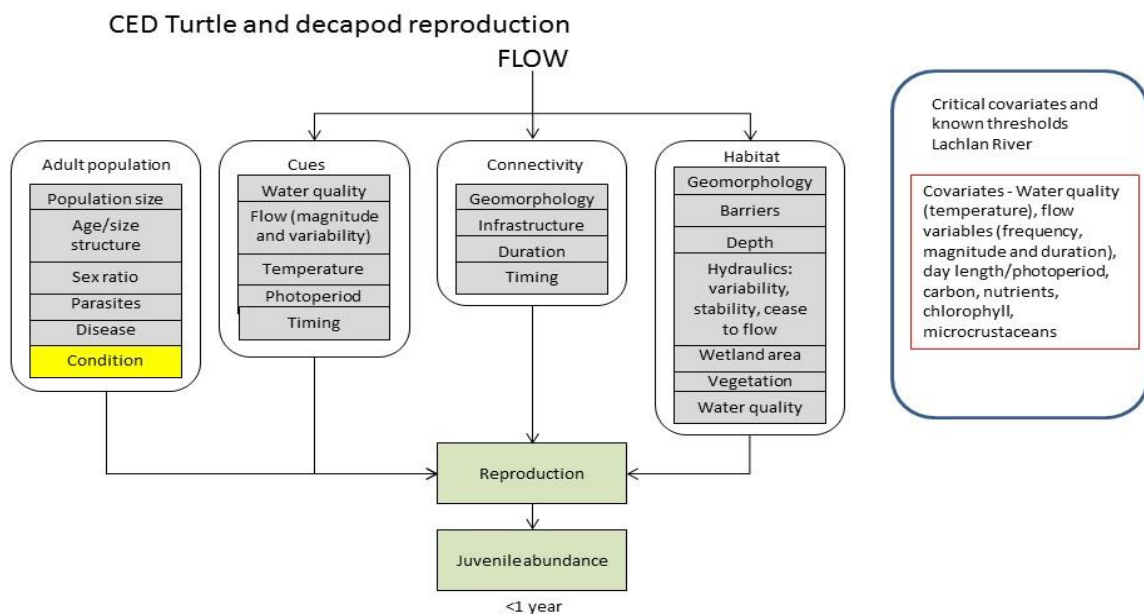 CED Turtle and decapod reproduction
FLOW
Adult population
Population size
Age/size
structure
Sex ratio
Parasites
Disease
Condition
Cues
Water quality
Flow (magnitude
and variability)
Temperature
Photoperiod
Timing
Connectivity
Geomorphology
Infrastructure
Duration
Timing
Habitat
Geomorphology
Barriers
Depth
Hydraulics:
variability,
stability, cease
to flow
Wetland area
Vegetation
Water quality
Critical covariates and
known thresholds
Lachlan River
Covariates - Water quality
(temperature), flow
variables (frequency,
magnitude and duration),
day length/photoperiod,
carbon, nutrients,
chlorophyll,
microcrustaceans
Reproduction
Juvenile abundance
<1 year